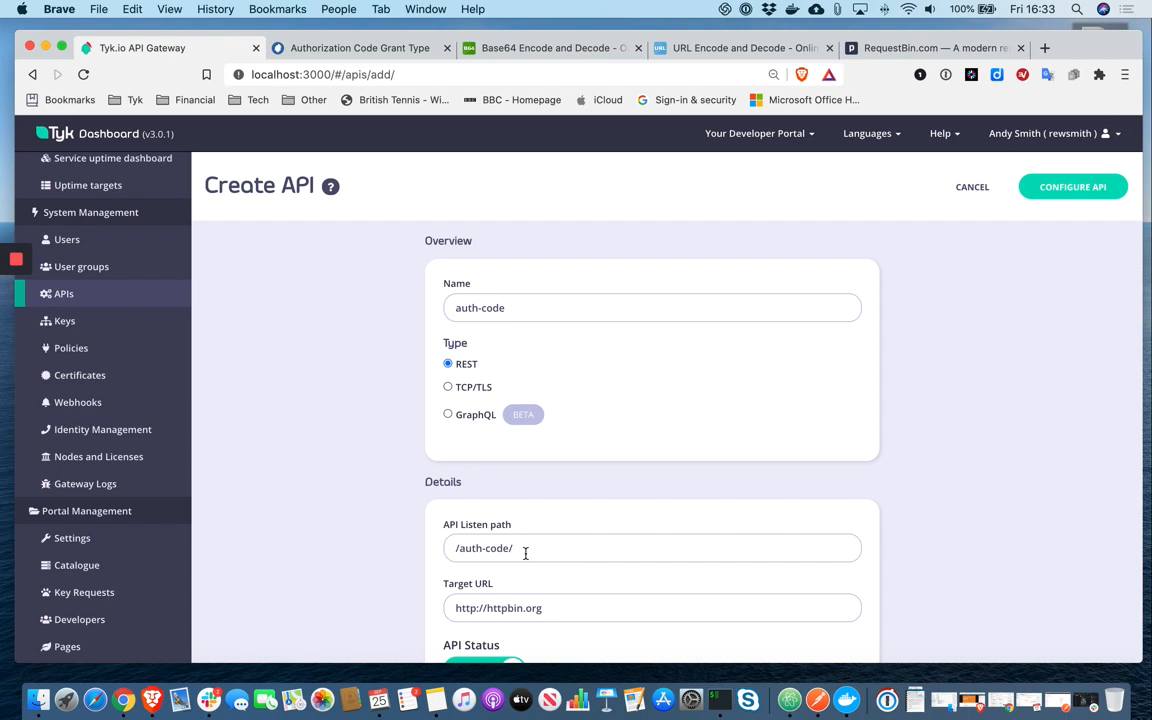 Brave File Edit View History Bookmarks People Tab Window Help 100% Fri 16:33
Tyk.io API Gateway Authorization Code Grant Type B64 Base64 Encode and Decode - O URL URL Encode and Decode - Onlin RequestBin.com — A modern re
localhost:3000/#/apis/add/
Bookmarks Tyk Financial Tech Other British Tennis - Wi... BBC - Homepage iCloud Sign-in & security Microsoft Office H...
Tyk Dashboard (v3.0.1) Your Developer Portal Languages Help Andy Smith ( rewsmith )
Service uptime dashboard
Uptime targets
System Management
Users
User groups
APIs
Keys
Policies
Certificates
Webhooks
Identity Management
Nodes and Licenses
Gateway Logs
Portal Management
Settings
Catalogue
Key Requests
Developers
Pages
Create API ? CANCEL CONFIGURE API
Overview
Name
auth-code
Type
REST
TCP/TLS
GraphQL BETA
Details
API Listen path
/auth-code/
Target URL
http://httpbin.org
API Status